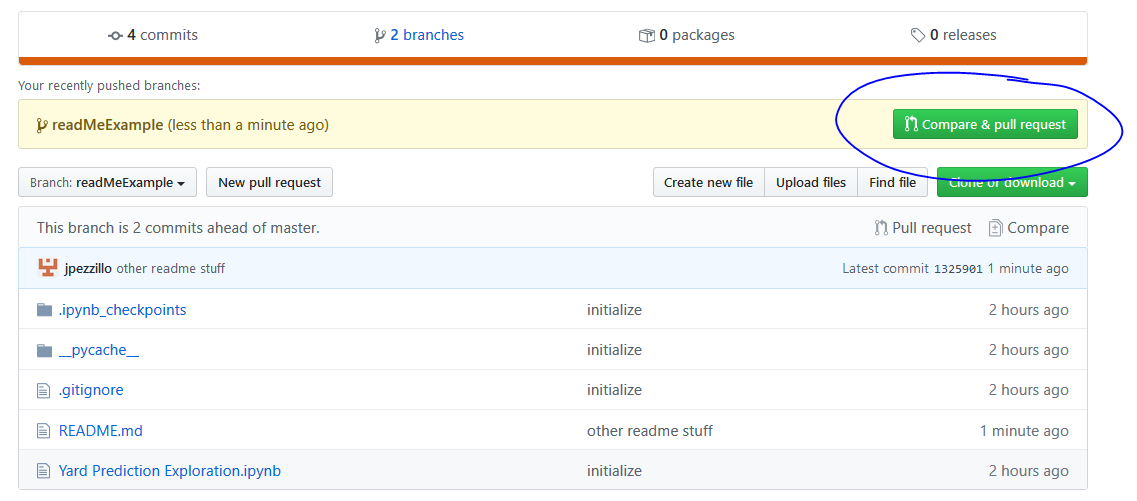 4 commits 2 branches 0 packages 0 releases
Your recently pushed branches:
readMeExample (less than a minute ago) Compare & pull request
Branch: readMeExample New pull request Create new file Upload files Find file Clone or download
This branch is 2 commits ahead of master. Pull request Compare
jpezzillo other readme stuff Latest commit 1325901 1 minute ago
.ipynb_checkpoints initialize 2 hours ago
__pycache__ initialize 2 hours ago
.gitignore initialize 2 hours ago
README.md other readme stuff 1 minute ago
Yard Prediction Exploration.ipynb initialize 2 hours ago